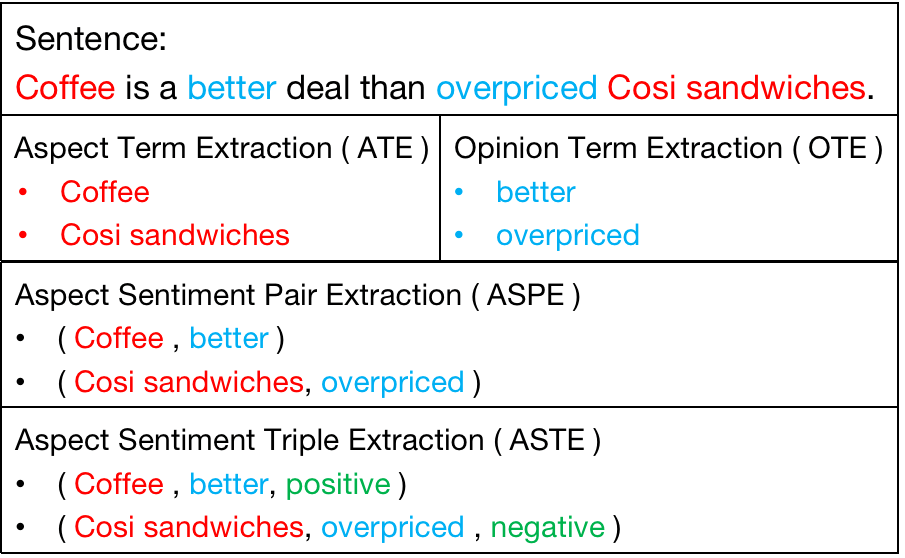 Sentence:
Coffee is a better deal than overpriced Cosi sandwiches.
Aspect Term Extraction ( ATE )
• Coffee
• Cosi sandwiches
Opinion Term Extraction ( OTE )
• better
• overpriced
Aspect Sentiment Pair Extraction ( ASPE )
• ( Coffee , better )
• ( Cosi sandwiches, overpriced )
Aspect Sentiment Triple Extraction ( ASTE )
• ( Coffee , better, positive )
• ( Cosi sandwiches, overpriced , negative )